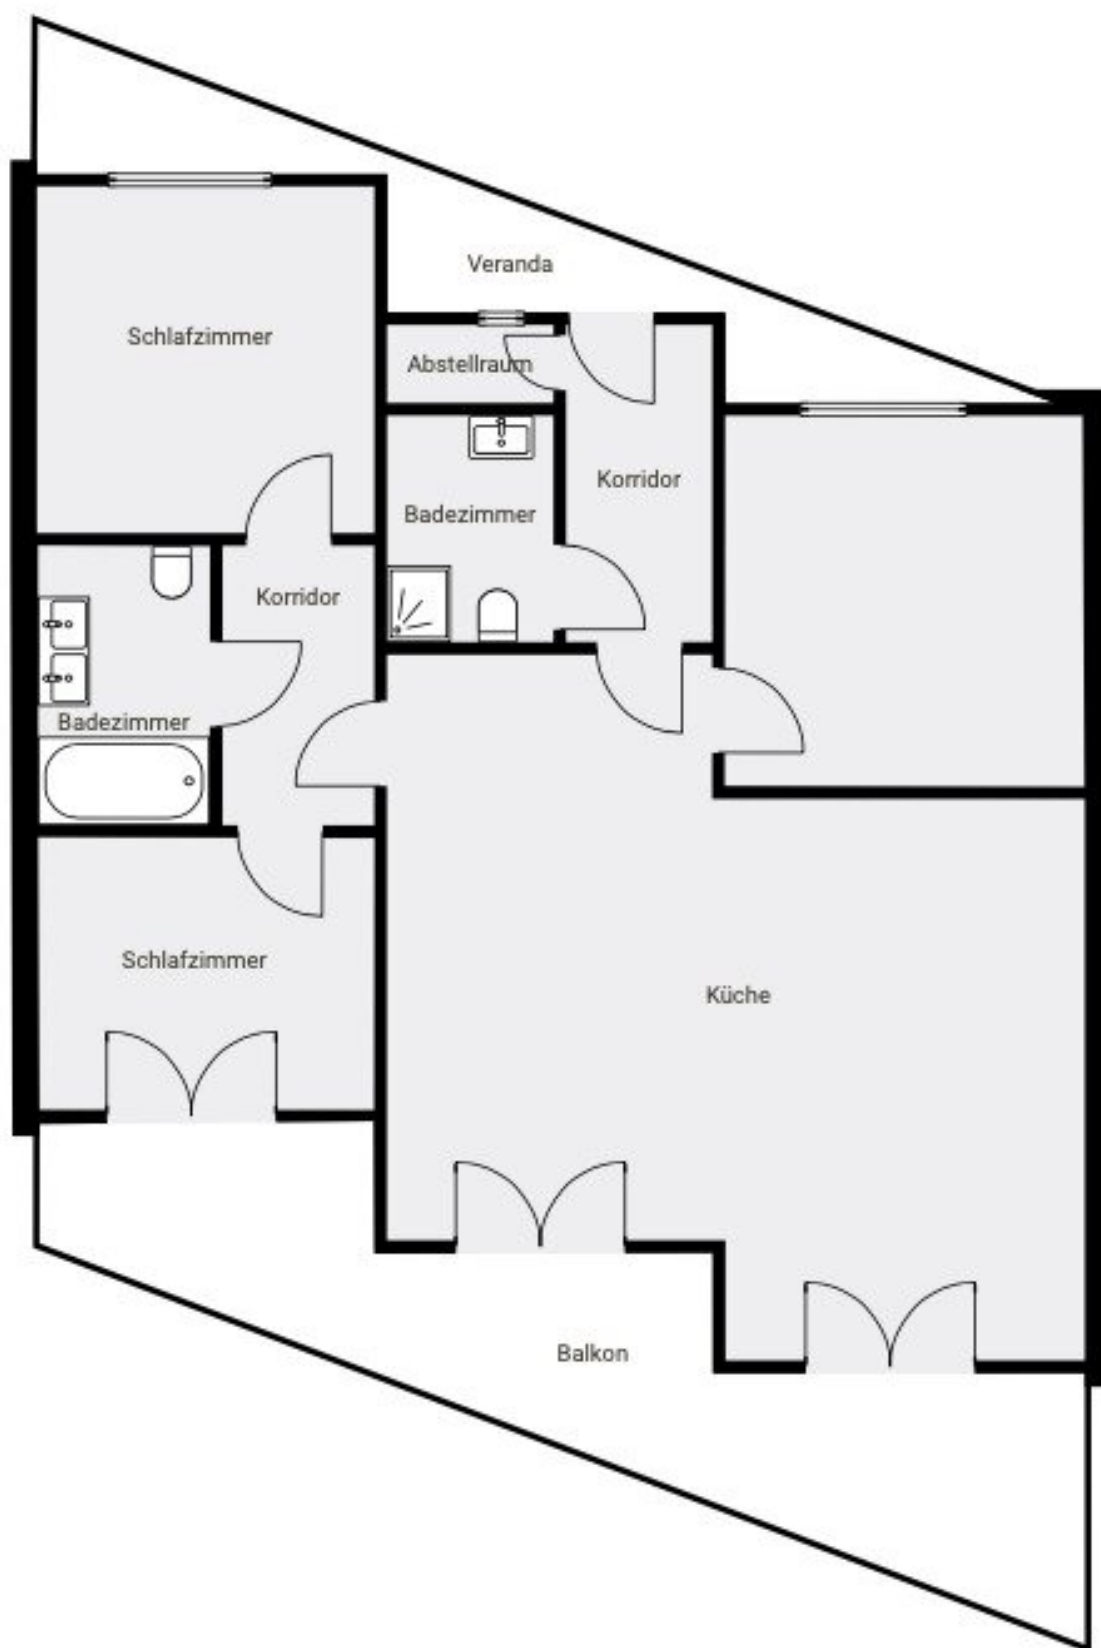 Veranda
Schlafzimmer
Abstellraum
Korridor
Badezimmer
Korridor
Badezimmer
Schlafzimmer
Küche
Balkon